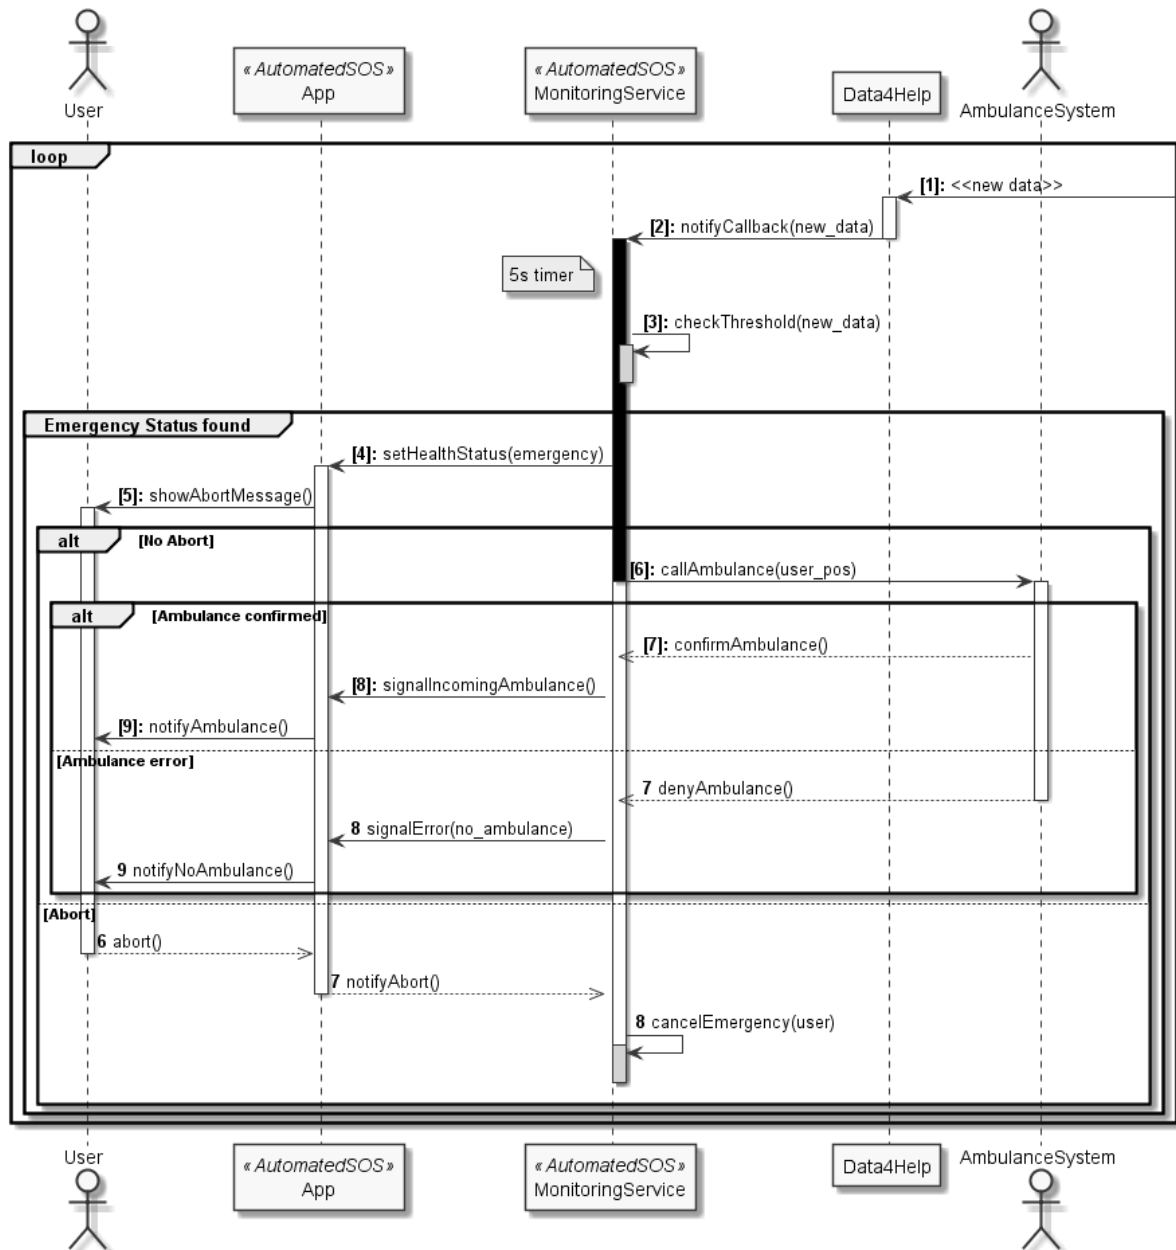 User
« AutomatedSOS »
App
« AutomatedSOS »
MonitoringService
Data4Help
AmbulanceSystem
loop
[1]: <<new data>>
[2]: notifyCallback(new_data)
5s timer
[3]: checkThreshold(new_data)
Emergency Status found
[4]: setHealthStatus(emergency)
[5]: showAbortMessage()
alt [No Abort]
[6]: callAmbulance(user_pos)
alt [Ambulance confirmed]
[7]: confirmAmbulance()
[8]: signalIncomingAmbulance()
[9]: notifyAmbulance()
[Ambulance error]
7 denyAmbulance()
8 signalError(no_ambulance)
9 notifyNoAmbulance()
[Abort]
6 abort()
7 notifyAbort()
8 cancelEmergency(user)
User
« AutomatedSOS »
App
« AutomatedSOS »
MonitoringService
Data4Help
AmbulanceSystem